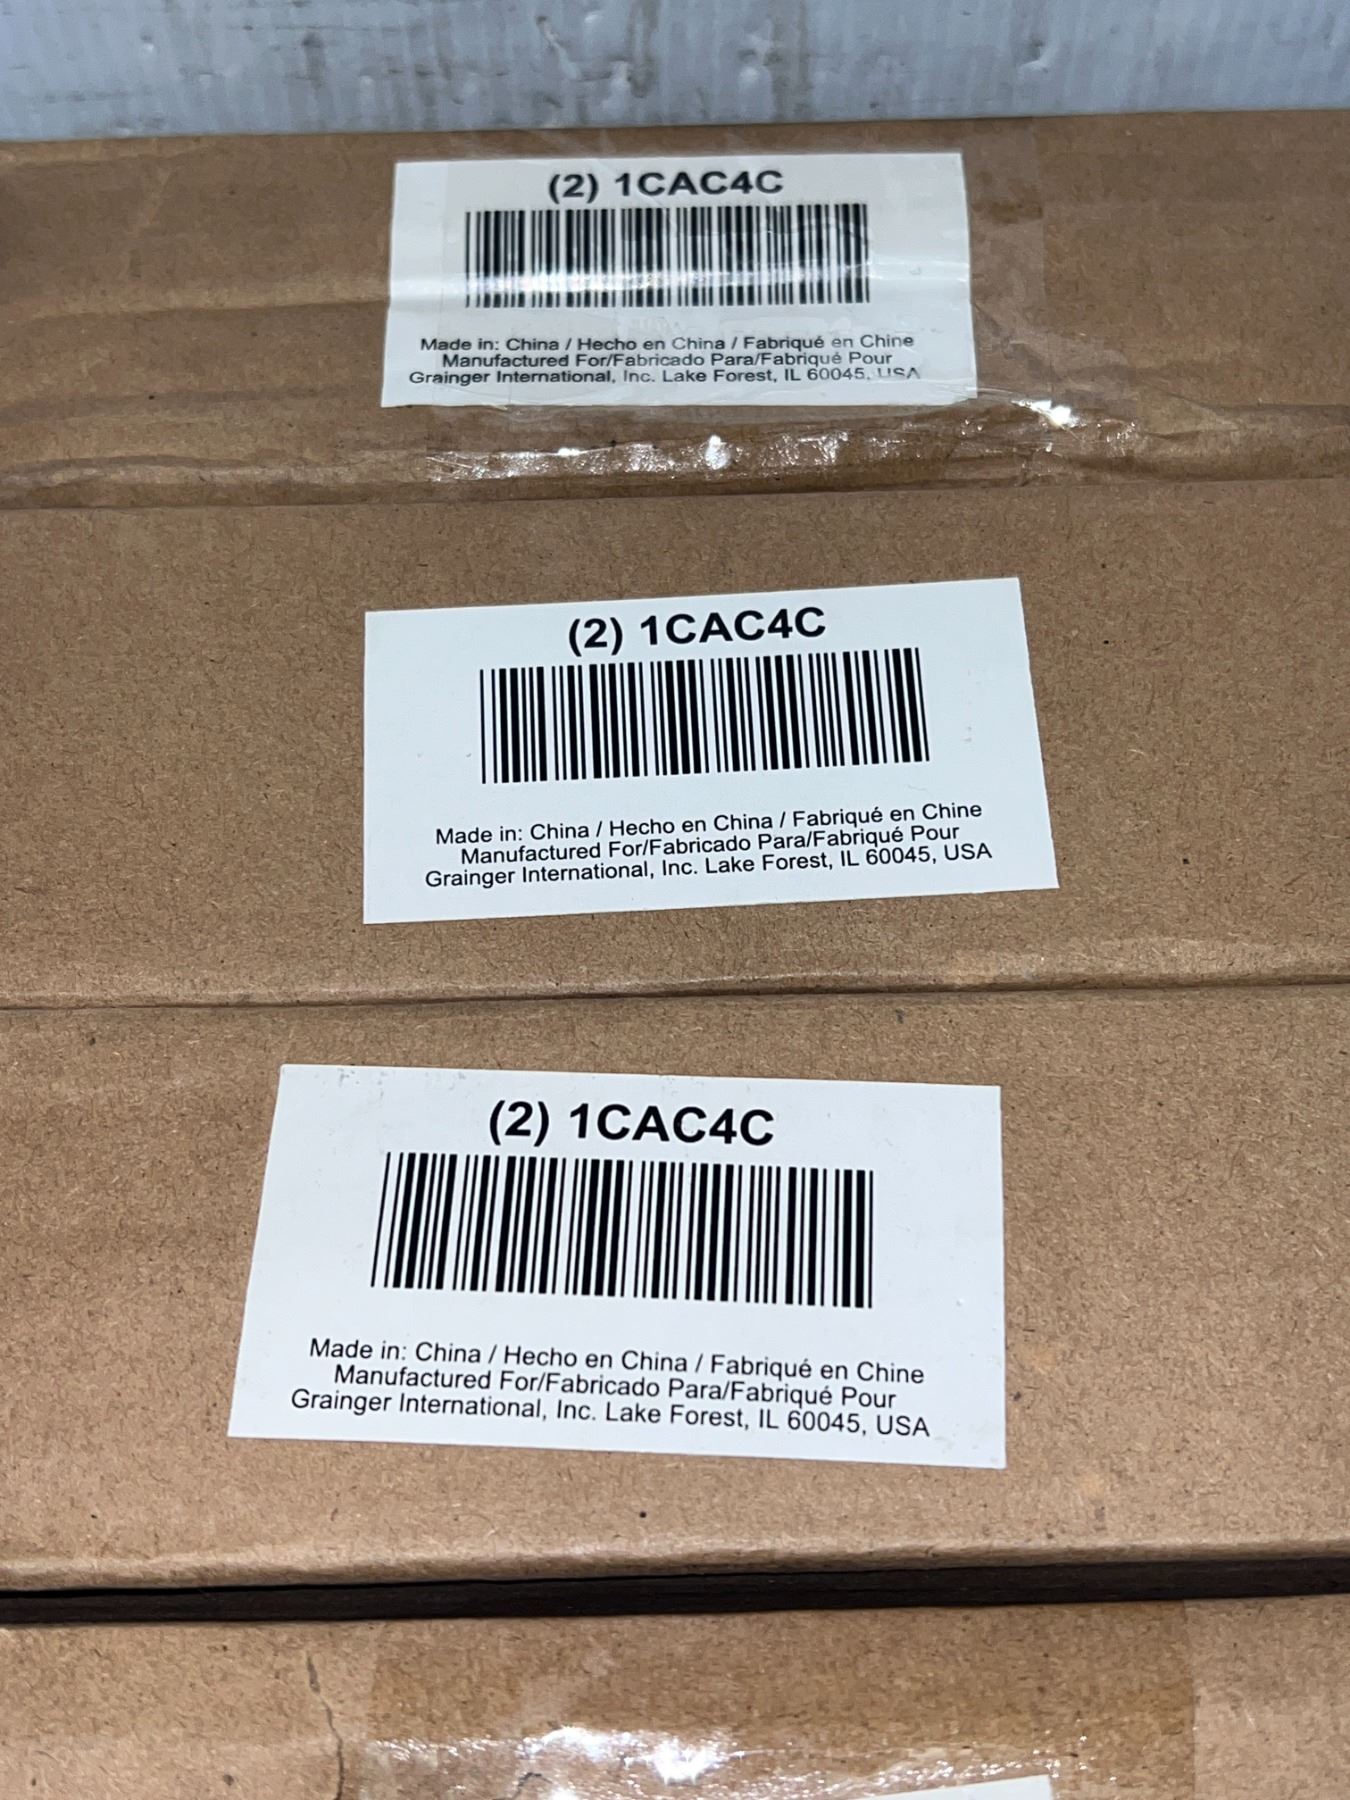 (2) 1CAC4C
Made in: China / Hecho en China / Fabriqué en Chine
Manufactured For/Fabricado Para/Fabriqué Pour
Grainger International, Inc. Lake Forest, IL 60045, USA
(2) 1CAC4C
Made in: China / Hecho en China / Fabriqué en Chine
Manufactured For/Fabricado Para/Fabriqué Pour
Grainger International, Inc. Lake Forest, IL 60045, USA
(2) 1CAC4C
Made in: China / Hecho en China / Fabriqué en Chine
Manufactured For/Fabricado Para/Fabriqué Pour
Grainger International, Inc. Lake Forest, IL 60045, USA